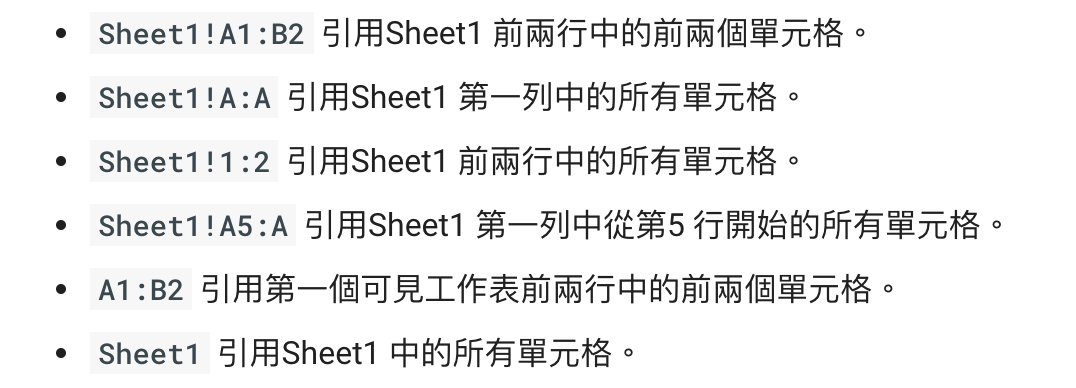 • Sheet1!A1:B2 引用Sheet1 前兩行中的前兩個單元格。
• Sheet1!A:A 引用Sheet1 第一列中的所有單元格。
• Sheet1!1:2 引用Sheet1 前兩行中的所有單元格。
• Sheet1!A5:A 引用Sheet1 第一列中從第5 行開始的所有單元格。
• A1:B2 引用第一個可見工作表前兩行中的前兩個單元格。
• Sheet1 引用Sheet1 中的所有單元格。